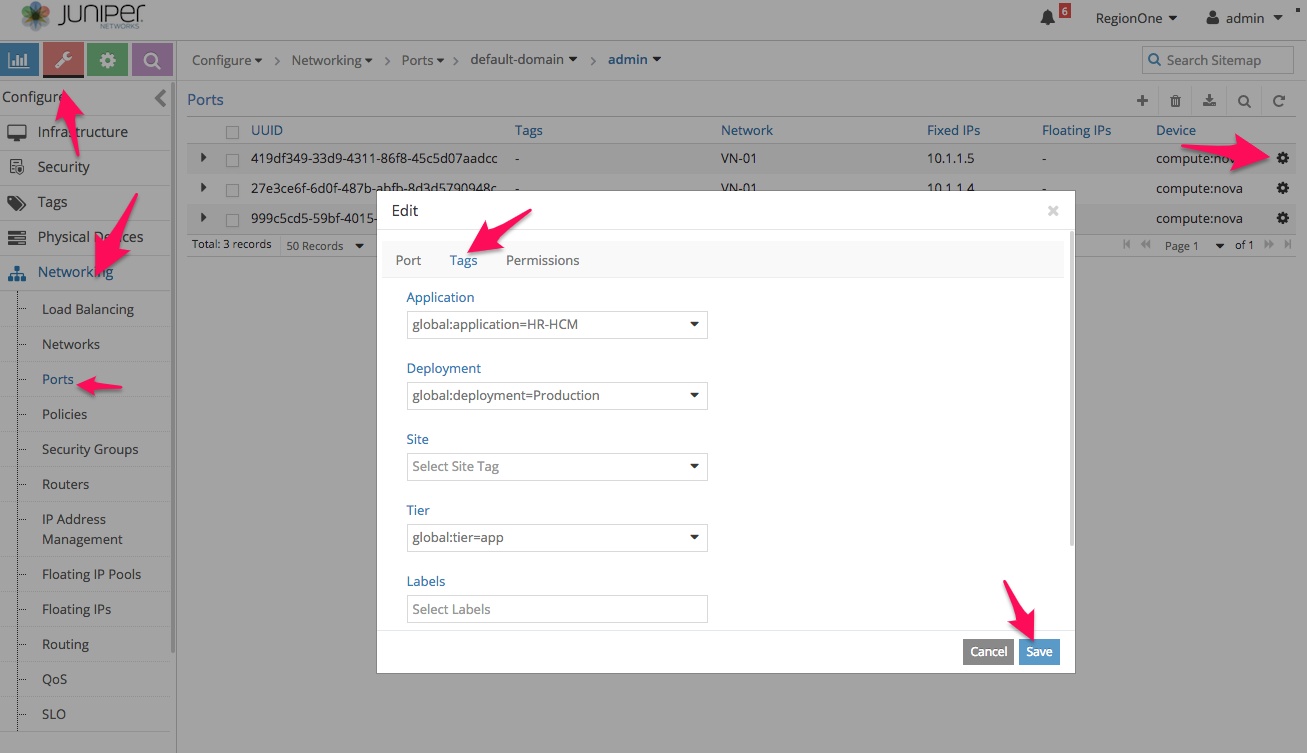 JUNIPER
NETWORKS
6
RegionOne
admin
Configure
Networking
Ports
default-domain
admin
Search Sitemap
Configure
Infrastructure
Security
Tags
Physical Devices
Networking
Load Balancing
Networks
Ports
Policies
Security Groups
Routers
IP Address
Management
Floating IP Pools
Floating IPs
Routing
QoS
SLO
Ports
UUID Tags Network Fixed IPs Floating IPs Device
419df349-33d9-4311-86f8-45c5d07aadcc - VN-01 10.1.1.5 - compute:nova
27e3ce6f-6d0f-487b-abfb-8d3d5790948c - VN-01 10.1.1.4 - compute:nova
999c5cd5-59bf-4015- compute:nova
Total: 3 records 50 Records Page 1 of 1
Edit
Port Tags Permissions
Application
global:application=HR-HCM
Deployment
global:deployment=Production
Site
Select Site Tag
Tier
global:tier=app
Labels
Select Labels
Cancel Save